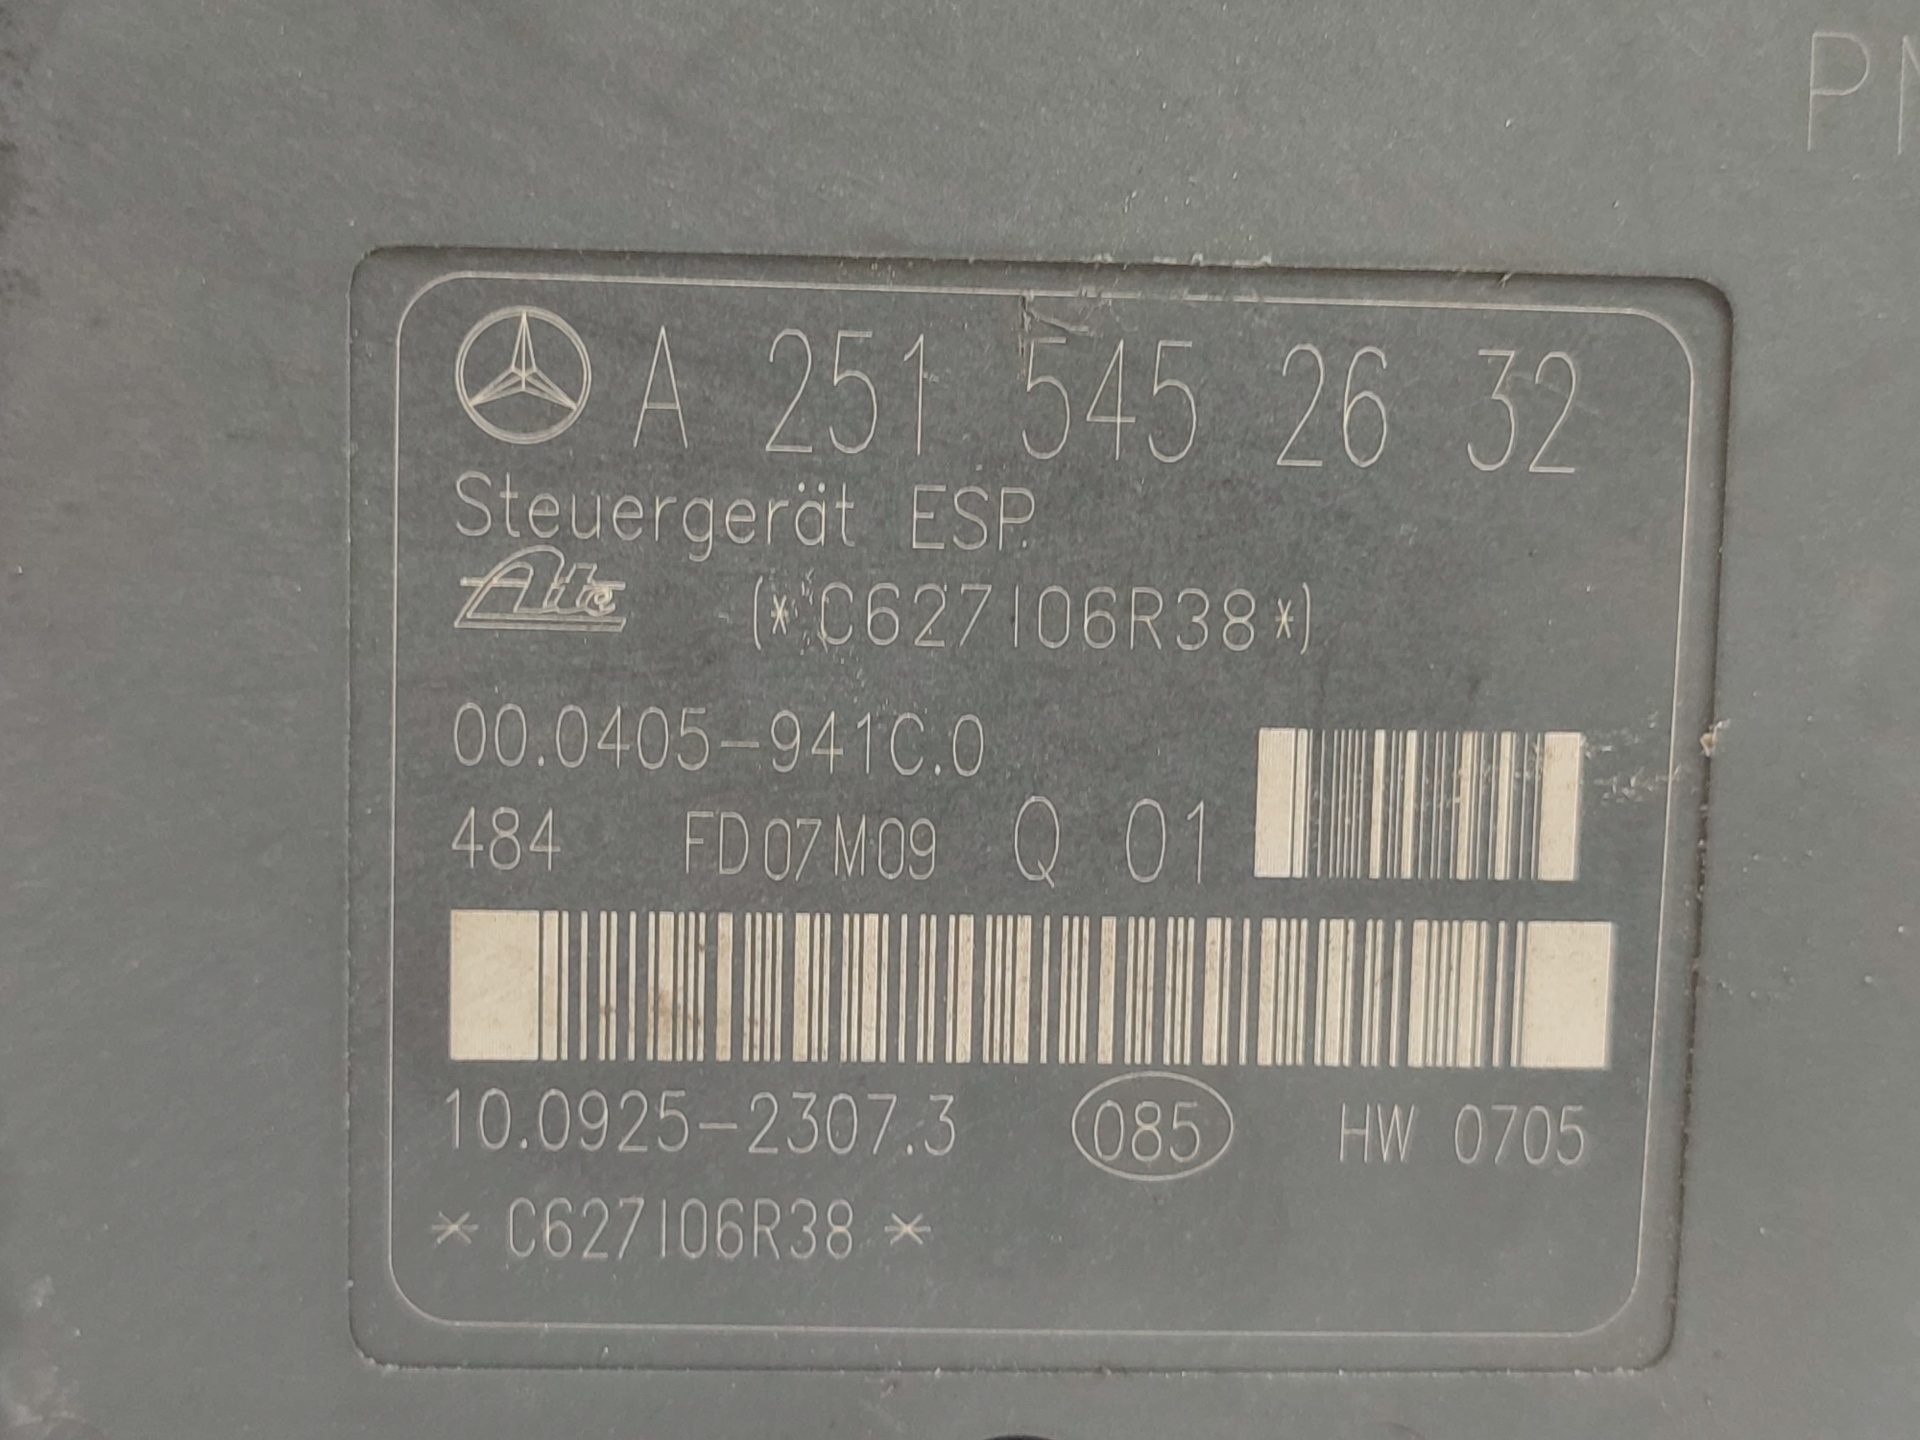 A 251 545 26 32
Steuergerät ESP.
Ate (*C627I06R38*)
00.0405-941C.0
484 FD07M09 Q 01
10.0925-2307.3 085 HW 0705
* C627I06R38 *